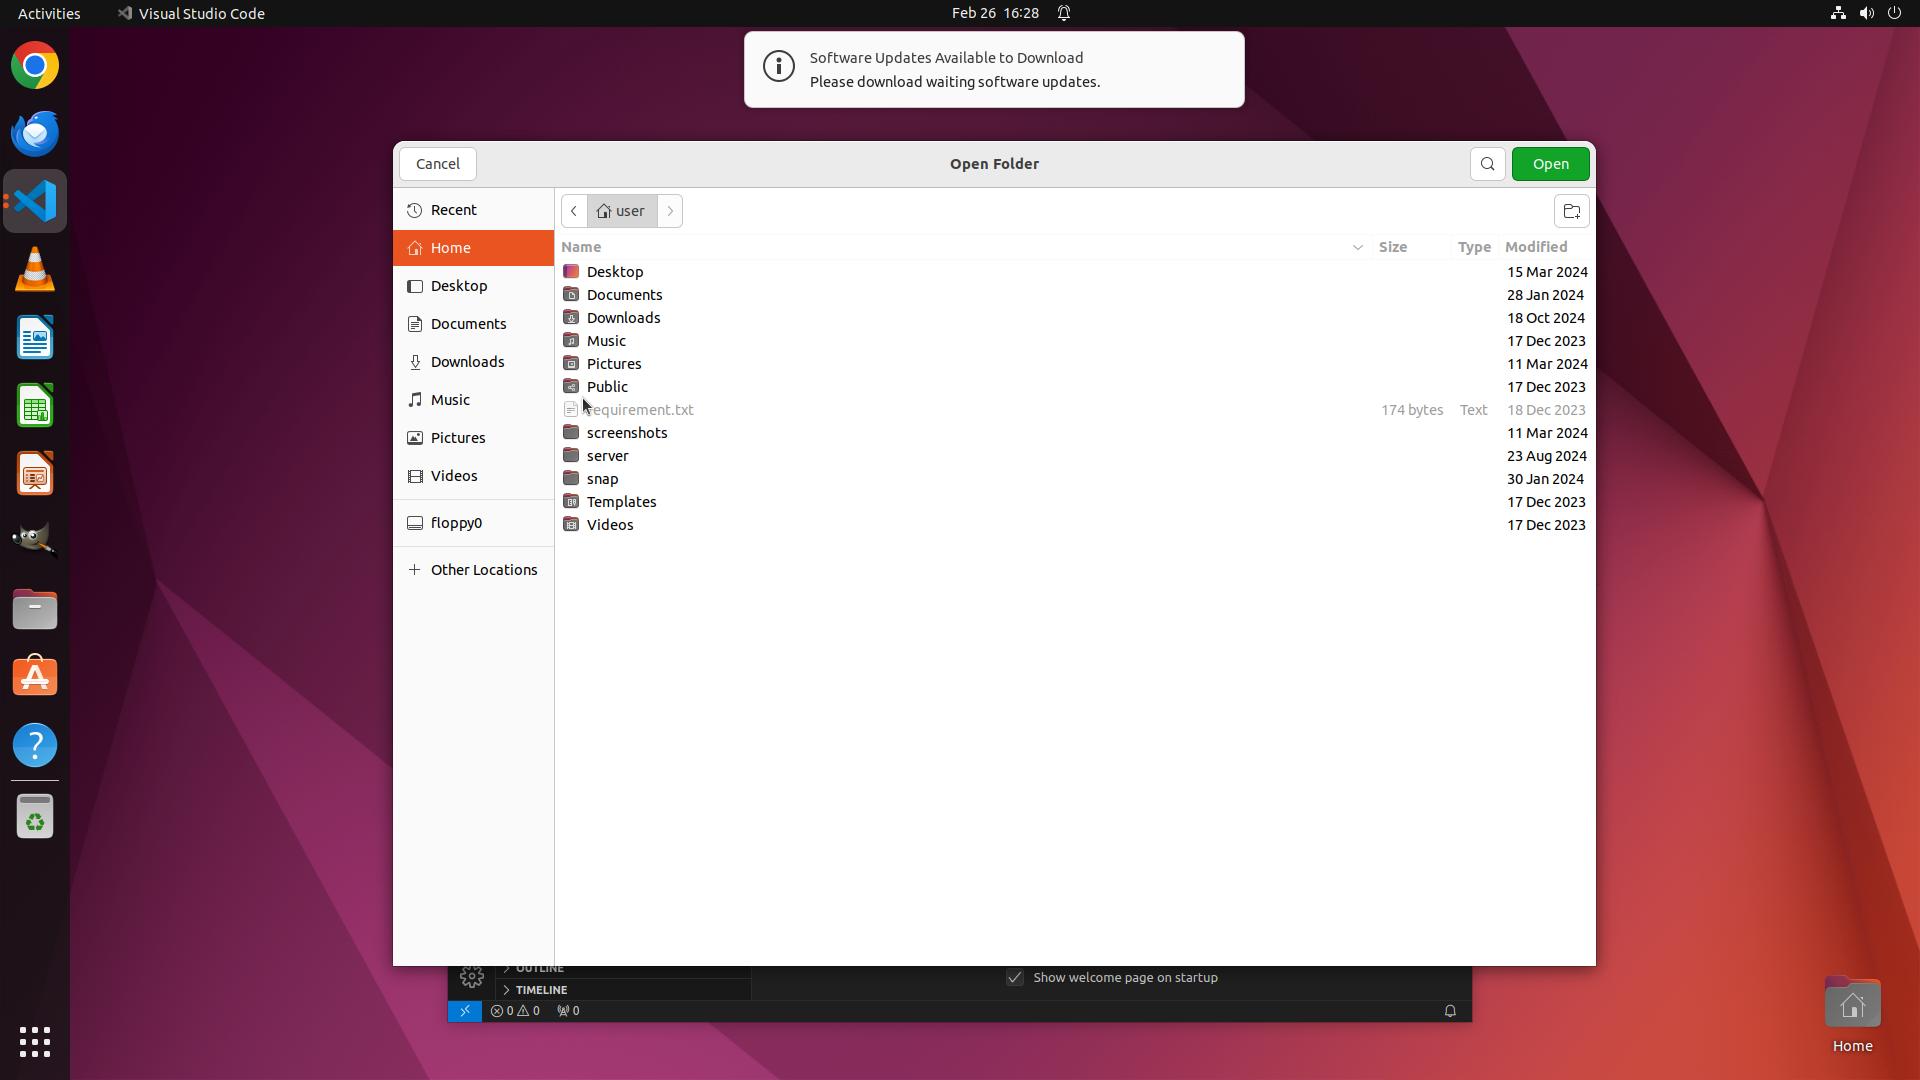 Activities
Visual Studio Code
Feb 26 16:28
Software Updates Available to Download
Please download waiting software updates.
Cancel
Open Folder
Open
Recent
Home
Desktop
Documents
Downloads
Music
Pictures
Videos
floppy0
Other Locations
user
Name Size Type Modified
Desktop 15 Mar 2024
Documents 28 Jan 2024
Downloads 18 Oct 2024
Music 17 Dec 2023
Pictures 11 Mar 2024
Public 17 Dec 2023
requirement.txt 174 bytes Text 18 Dec 2023
screenshots 11 Mar 2024
server 23 Aug 2024
snap 30 Jan 2024
Templates 17 Dec 2023
Videos 17 Dec 2023
OUTLINE
TIMELINE
Show welcome page on startup
0 0 0
Home